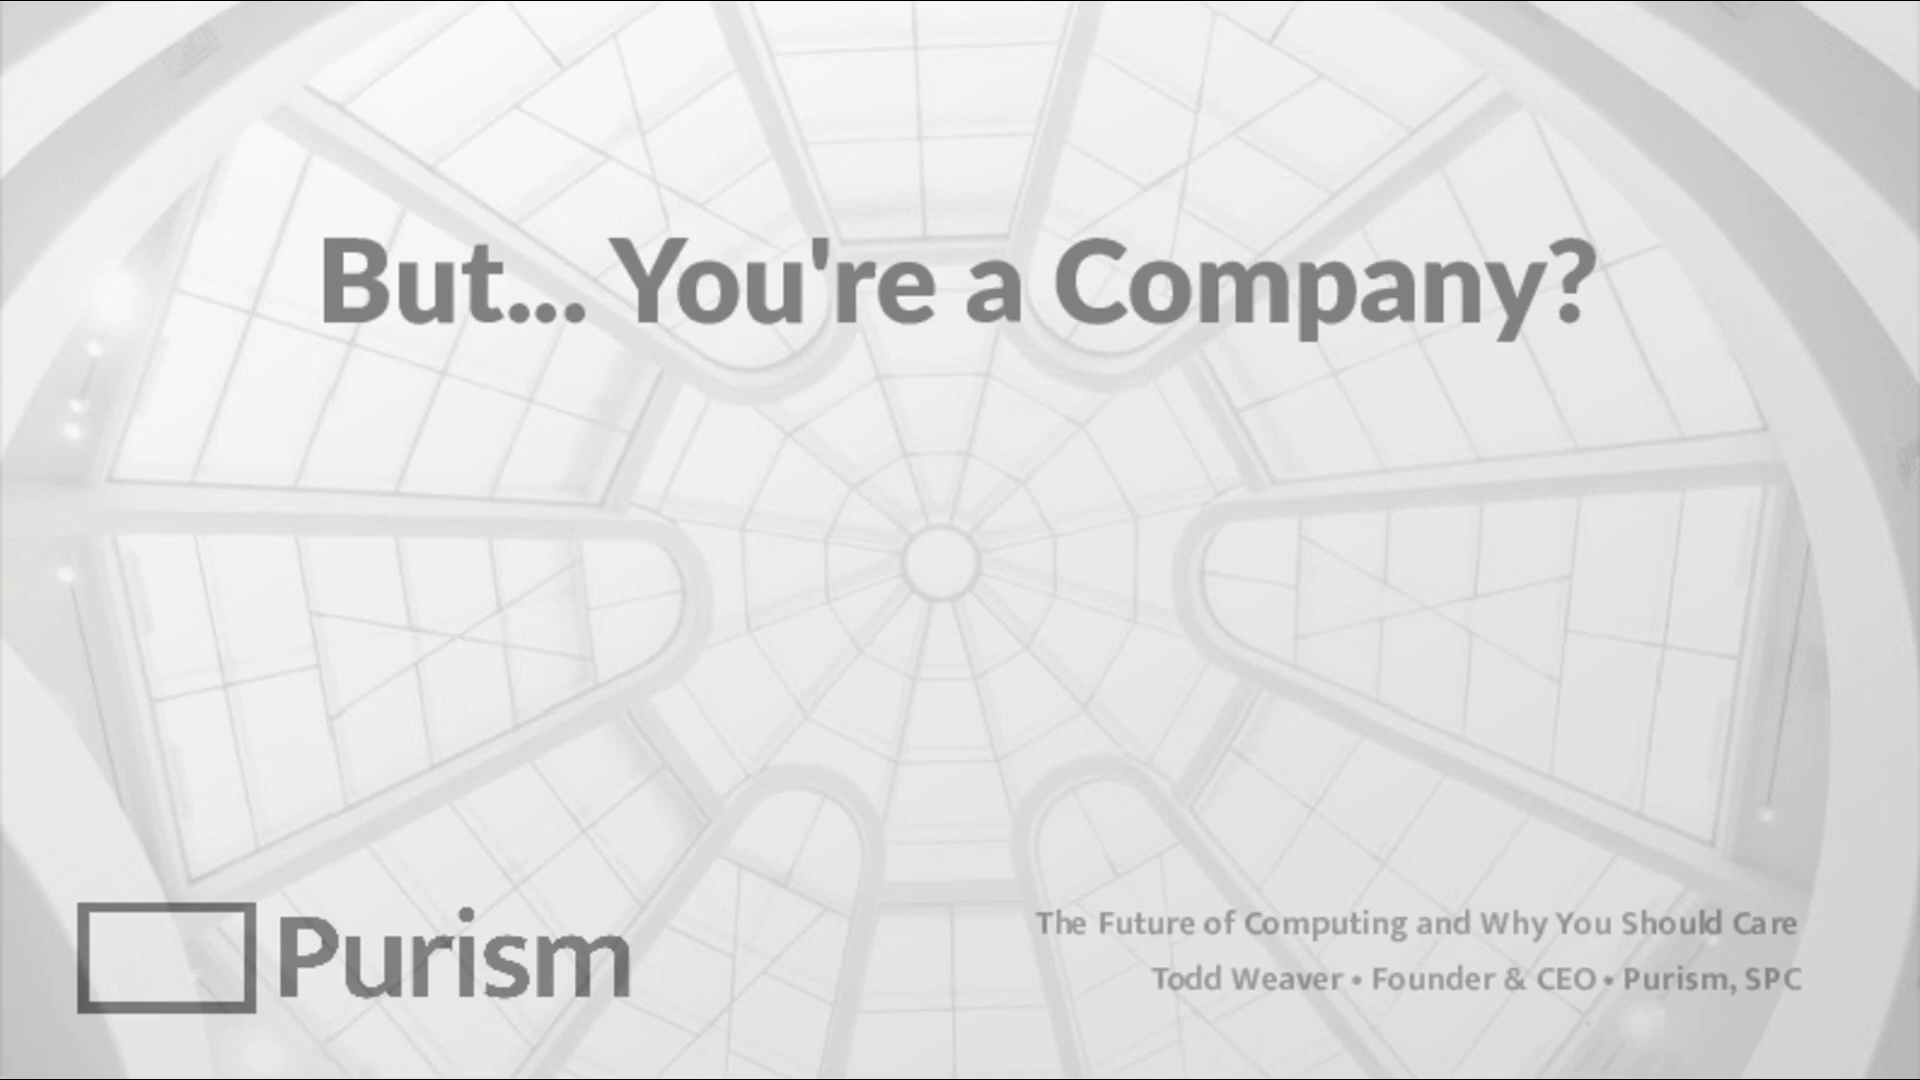 But... You're a Company?
Purism
The Future of Computing and Why You Should Care
Todd Weaver • Founder & CEO • Purism, SPC